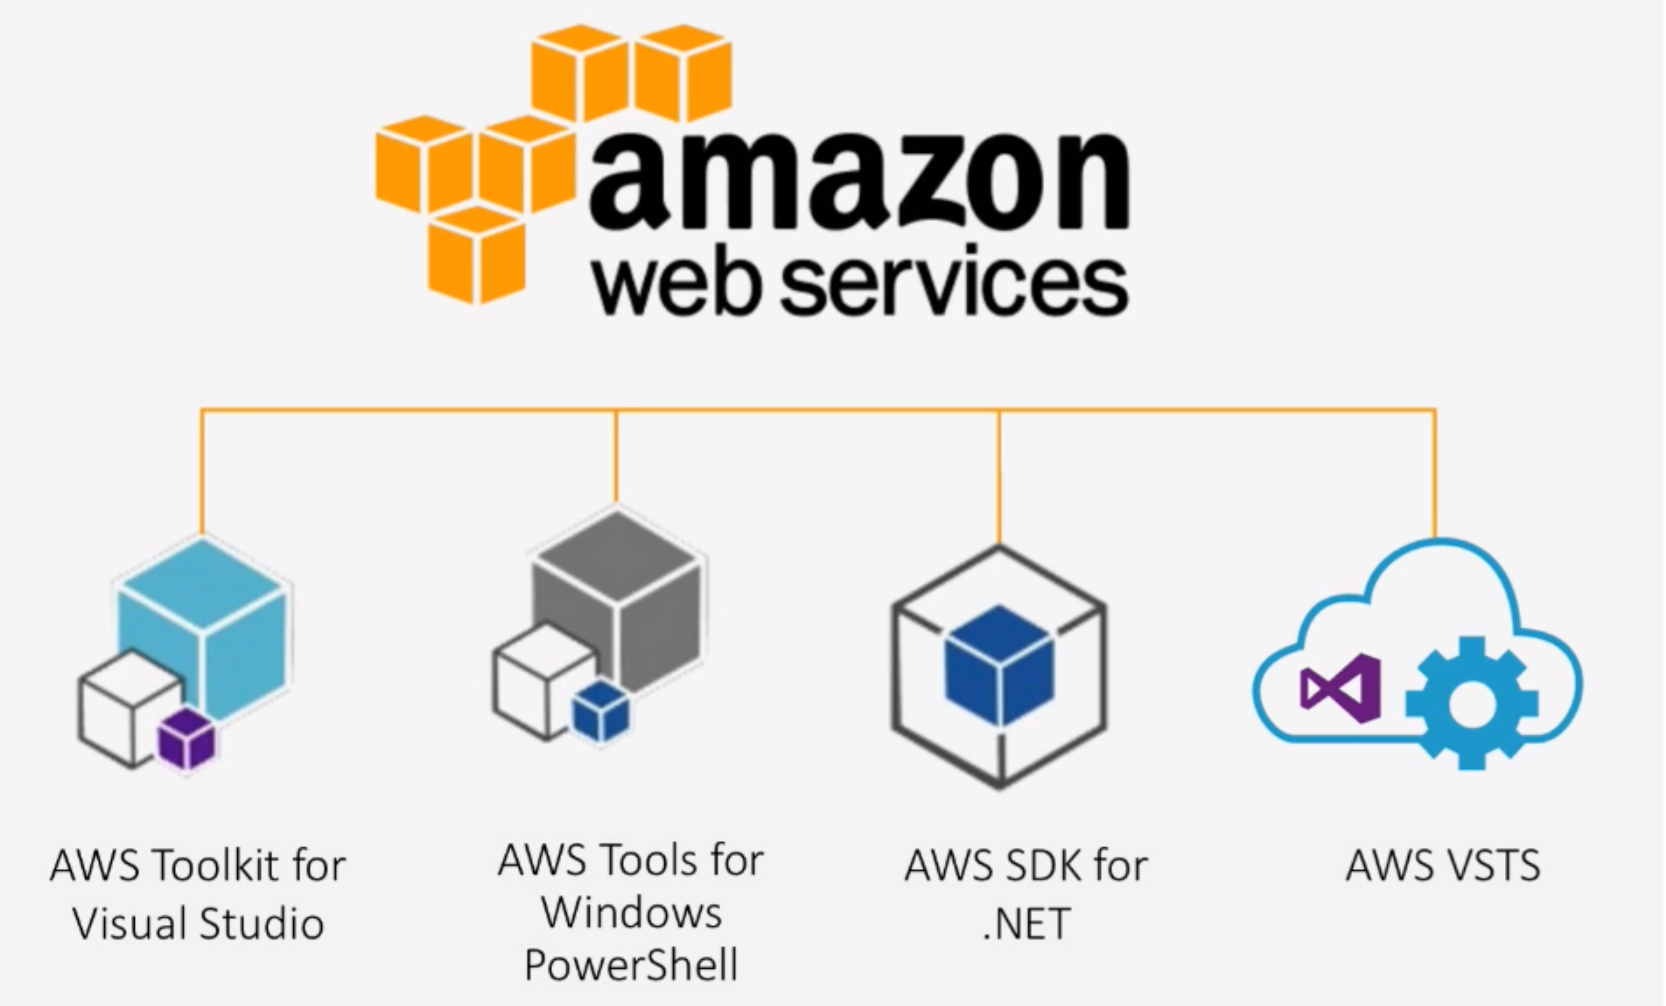 amazon
web services
AWS Toolkit for
Visual Studio
AWS Tools for
Windows
PowerShell
AWS SDK for
.NET
AWS VSTS